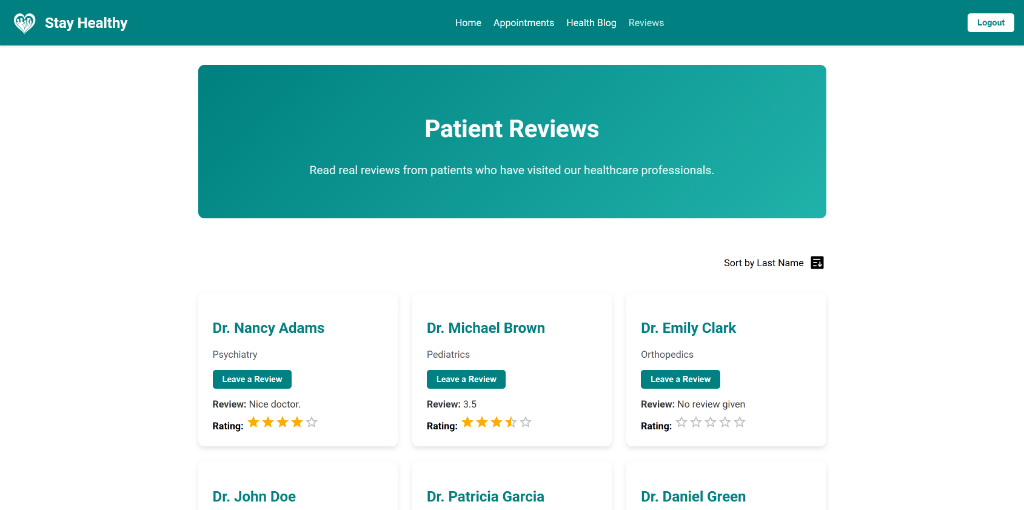 Stay Healthy
Home Appointments Health Blog Reviews
Logout
Patient Reviews
Read real reviews from patients who have visited our healthcare professionals.
Sort by Last Name
Dr. Nancy Adams
Psychiatry
Leave a Review
Review: Nice doctor.
Rating:
Dr. Michael Brown
Pediatrics
Leave a Review
Review: 3.5
Rating:
Dr. Emily Clark
Orthopedics
Leave a Review
Review: No review given
Rating:
Dr. John Doe
Dr. Patricia Garcia
Dr. Daniel Green